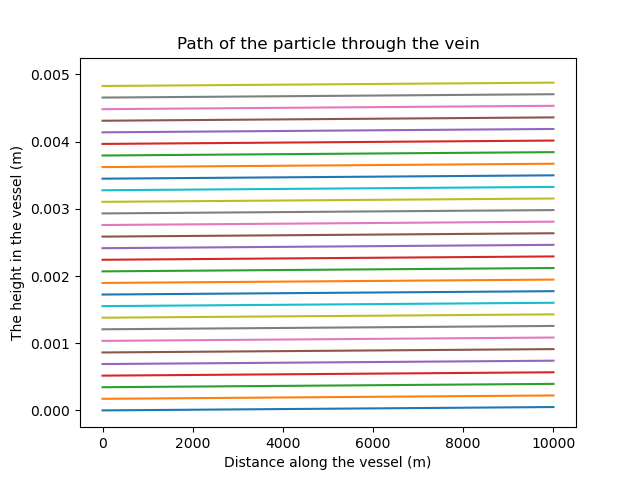 Path of the particle through the vein
0.005
0.004
0.003
0.002
0.001
0.000
The height in the vessel (m)
0 2000 4000 6000 8000 10000
Distance along the vessel (m)